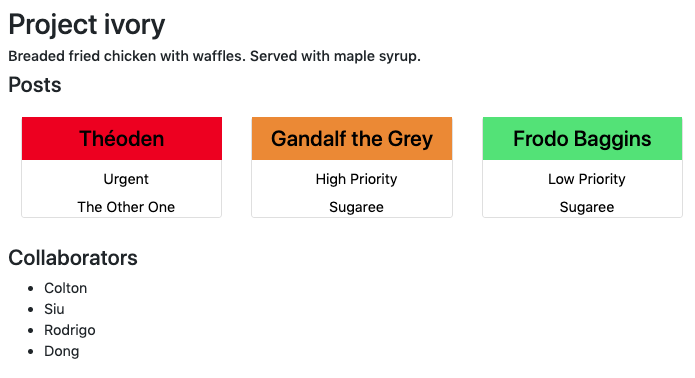 Project ivory
Breaded fried chicken with waffles. Served with maple syrup.
Posts
Théoden
Urgent
The Other One
Gandalf the Grey
High Priority
Sugaree
Frodo Baggins
Low Priority
Sugaree
Collaborators
Colton
Siu
Rodrigo
Dong